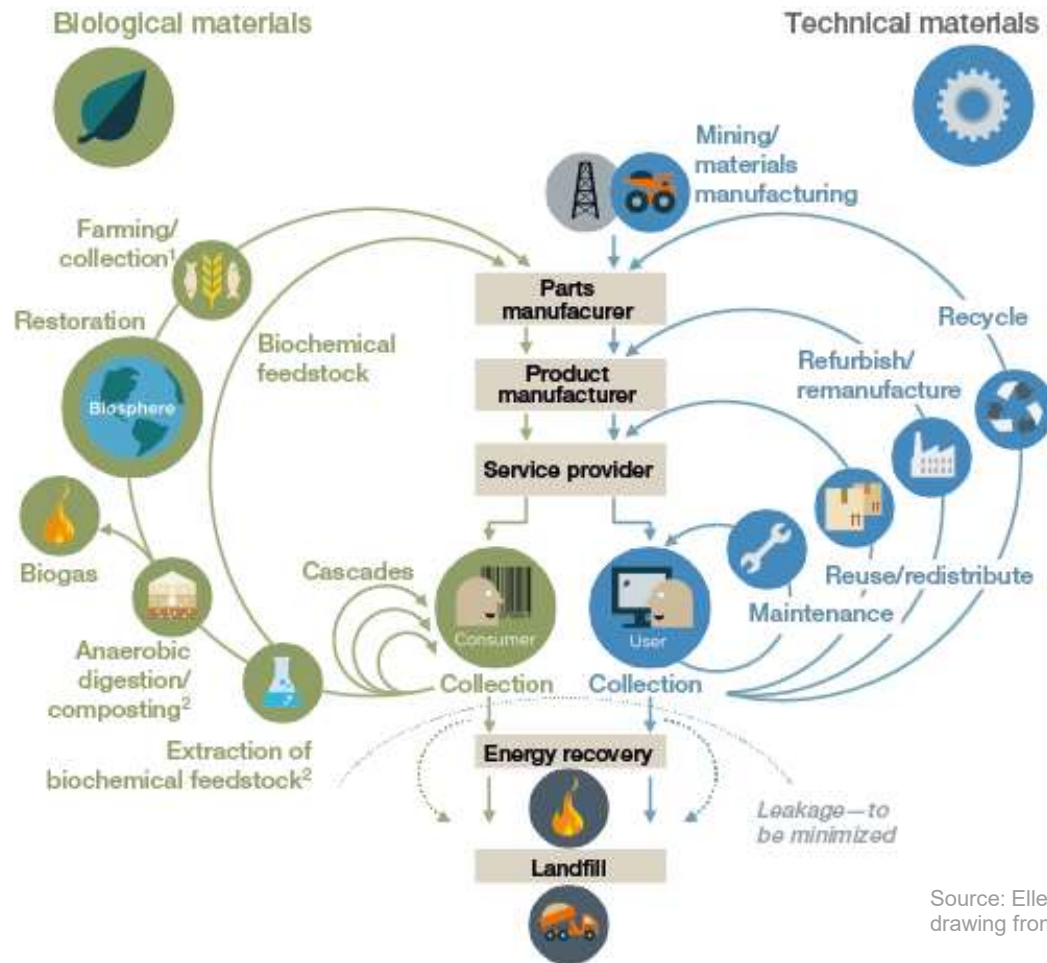 Biological materials
Technical materials
Mining/
materials
manufacturing
Farming/
collection¹
Restoration
Biosphere
Biochemical
feedstock
Parts
manufacurer
Product
manufacturer
Service provider
Recycle
Refurbish/
remanufacture
Reuse/redistribute
Maintenance
Biogas
Cascades
Consumer
User
Anaerobic
digestion/
composting²
Collection
Collection
Extraction of
biochemical feedstock²
Energy recovery
Leakage—to
be minimized
Landfill
Source: Elle
drawing from